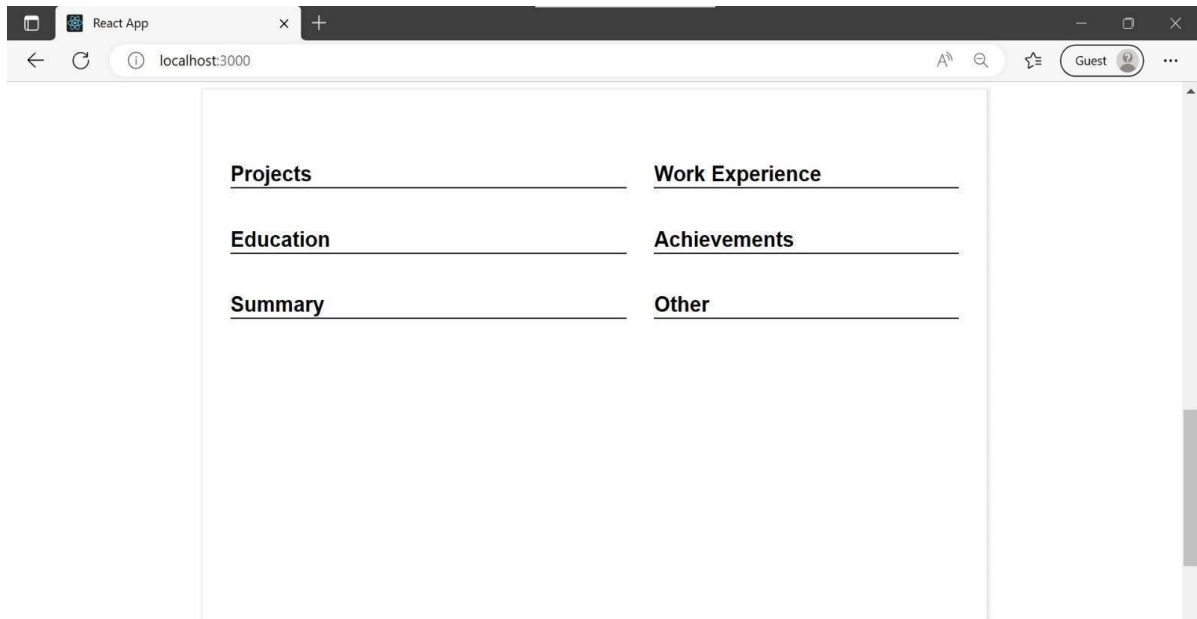 React App
localhost:3000
Guest
Projects
Work Experience
Education
Achievements
Summary
Other